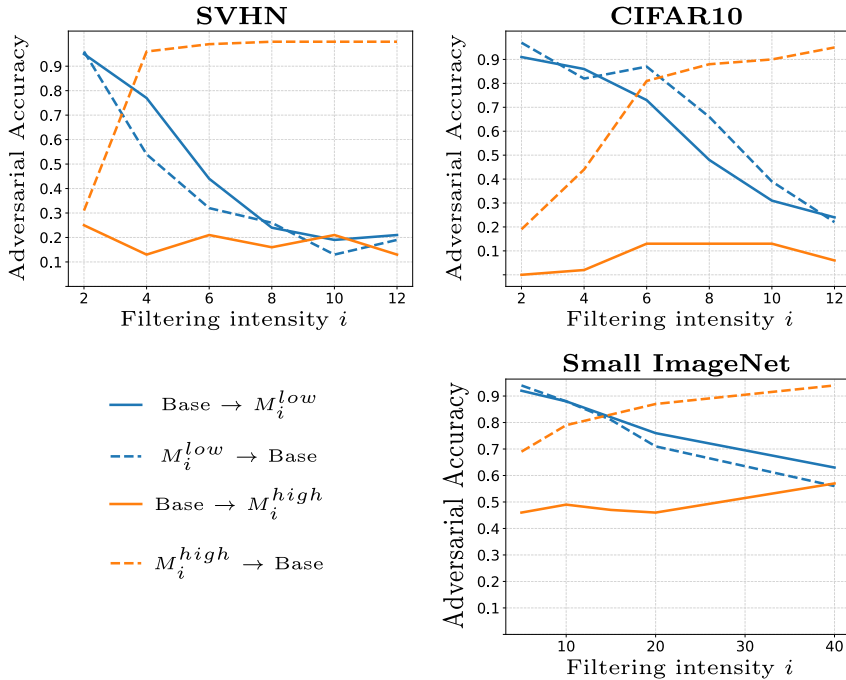 SVHN
Adversarial Accuracy
0.9
0.8
0.7
0.6
0.5
0.4
0.3
0.2
0.1
2 4 6 8 10 12
Filtering intensity i
CIFAR10
Adversarial Accuracy
0.9
0.8
0.7
0.6
0.5
0.4
0.3
0.2
0.1
2 4 6 8 10 12
Filtering intensity i
Base → M_i^{low}
M_i^{low} → Base
Base → M_i^{high}
M_i^{high} → Base
Small ImageNet
Adversarial Accuracy
0.9
0.8
0.7
0.6
0.5
0.4
0.3
0.2
0.1
10 20 30 40
Filtering intensity i